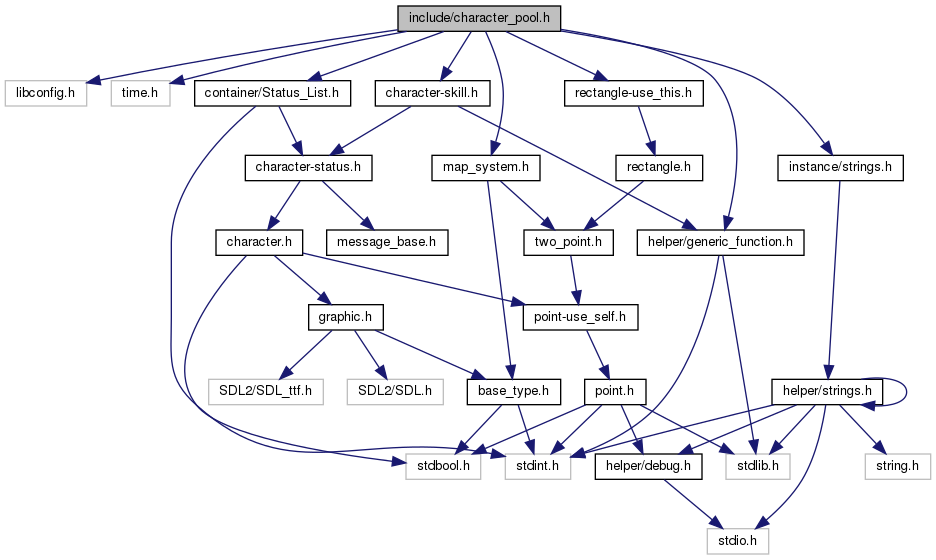 include/character_pool.h
libconfig.h
time.h
container/Status_List.h
character-skill.h
rectangle-use_this.h
character-status.h
map_system.h
rectangle.h
instance/strings.h
character.h
message_base.h
two_point.h
helper/generic_function.h
graphic.h
point-use_self.h
SDL2/SDL_ttf.h
SDL2/SDL.h
base_type.h
point.h
helper/strings.h
stdbool.h
stdint.h
helper/debug.h
stdlib.h
string.h
stdio.h